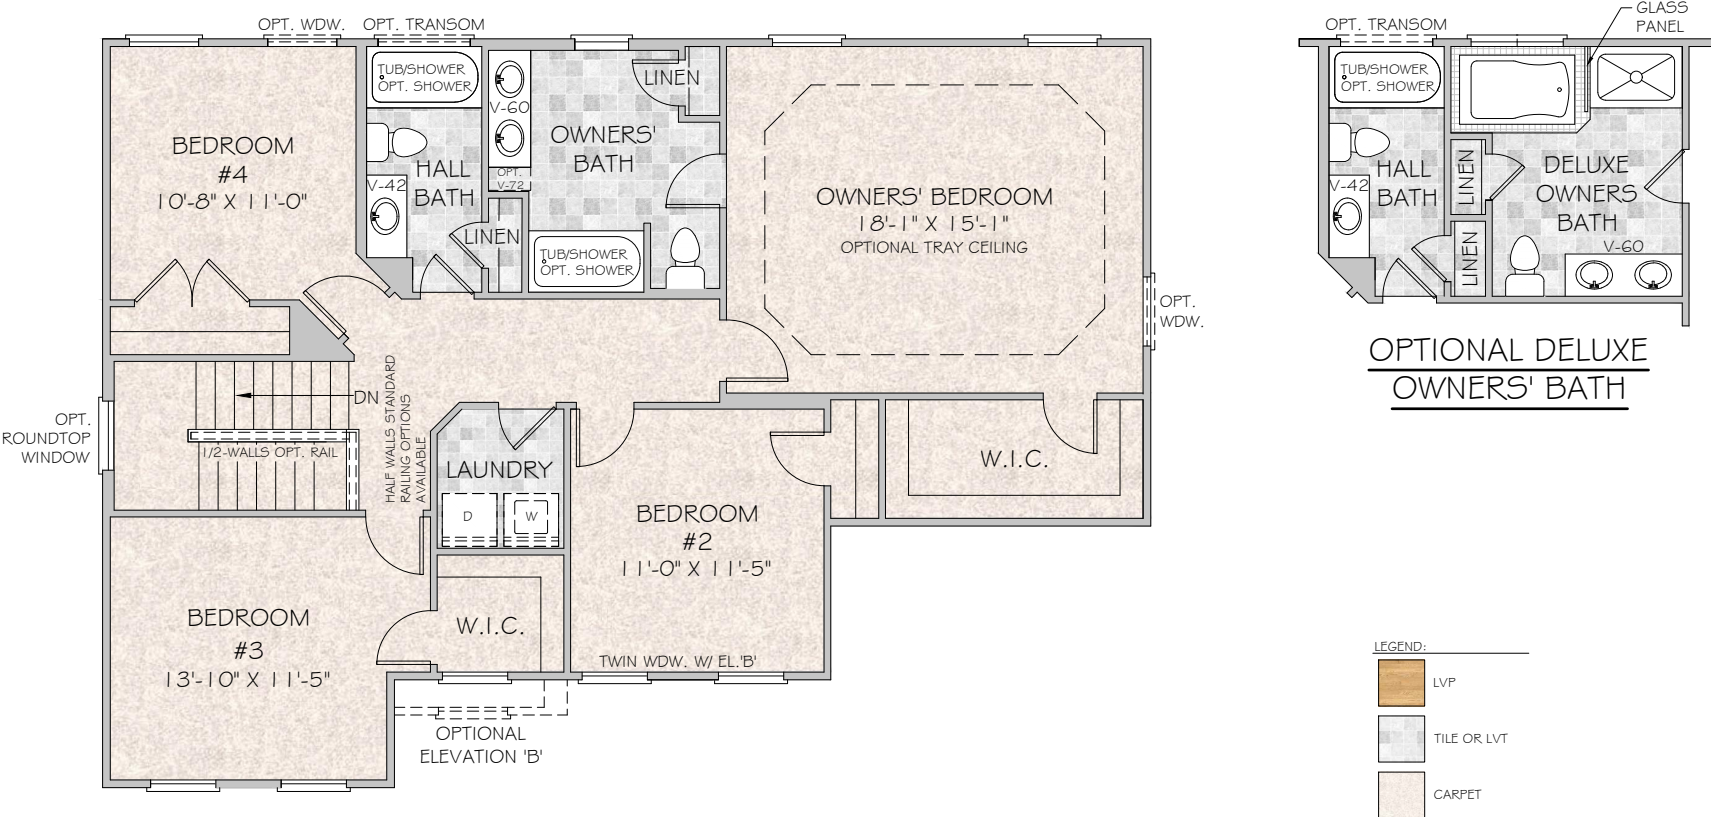 OPT. WDW.
OPT. TRANSOM
TUB/SHOWER
OPT. SHOWER
V-60
LINEN
BEDROOM
#4
10'-8" X 11'-0"
HALL
BATH
V-42
OPT.
V-72
OWNERS'
BATH
LINEN
TUB/SHOWER
OPT. SHOWER
OWNERS' BEDROOM
18'-1" X 15'-1"
OPTIONAL TRAY CEILING
OPT.
WDW.
OPT.
ROUNDTOP
WINDOW
DN
1/2-WALLS OPT. RAIL
HALF WALLS STANDARD
RAILING OPTIONS
AVAILABLE
LAUNDRY
D
W
W.I.C.
BEDROOM
#2
11'-0" X 11'-5"
TWIN WDW. W/ EL.'B'
BEDROOM
#3
13'-10" X 11'-5"
W.I.C.
OPTIONAL
ELEVATION 'B'
OPT. TRANSOM
GLASS
PANEL
TUB/SHOWER
OPT. SHOWER
HALL
BATH
V-42
LINEN
LINEN
DELUXE
OWNERS
BATH
V-60
OPTIONAL DELUXE
OWNERS' BATH
LEGEND:
LVP
TILE OR LVT
CARPET